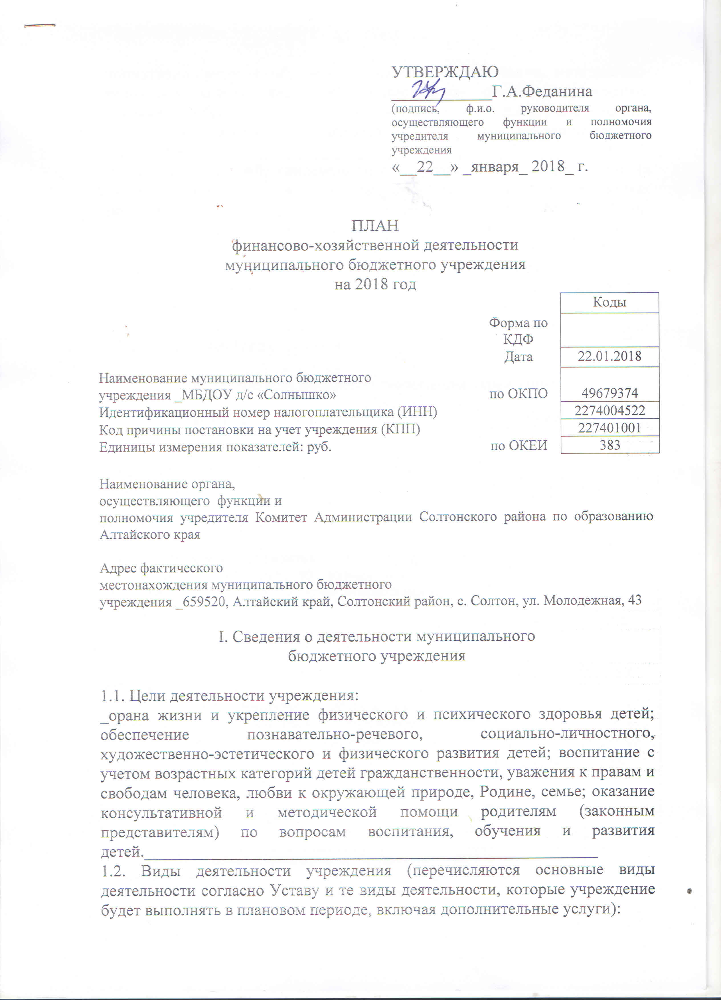 УТВЕРЖДАЮ
____________Г.А.Феданина
(подпись, ф.и.о. руководителя органа,
осуществляющего функции и полномочия
учредителя муниципального бюджетного
учреждения
«__22__» _января_ 2018_ г.
ПЛАН
финансово-хозяйственной деятельности
муниципального бюджетного учреждения
на 2018 год
Коды
Форма по
КДФ
Дата 22.01.2018
Наименование муниципального бюджетного
учреждения _МБДОУ д/с «Солнышко» по ОКПО 49679374
Идентификационный номер налогоплательщика (ИНН) 2274004522
Код причины постановки на учет учреждения (КПП) 227401001
Единицы измерения показателей: руб. по ОКЕИ 383
Наименование органа,
осуществляющего функции и
полномочия учредителя Комитет Администрации Солтонского района по образованию
Алтайского края
Адрес фактического
местонахождения муниципального бюджетного
учреждения _659520, Алтайский край, Солтонский район, с. Солтон, ул. Молодежная, 43
I. Сведения о деятельности муниципального
бюджетного учреждения
1.1. Цели деятельности учреждения:
_орана жизни и укрепление физического и психического здоровья детей;
обеспечение познавательно-речевого, социально-личностного,
художественно-эстетического и физического развития детей; воспитание с
учетом возрастных категорий детей гражданственности, уважения к правам и
свободам человека, любви к окружающей природе, Родине, семье; оказание
консультативной и методической помощи родителям (законным
представителям) по вопросам воспитания, обучения и развития
детей.____________________________________________________________
1.2. Виды деятельности учреждения (перечисляются основные виды
деятельности согласно Уставу и те виды деятельности, которые учреждение
будет выполнять в плановом периоде, включая дополнительные услуги):